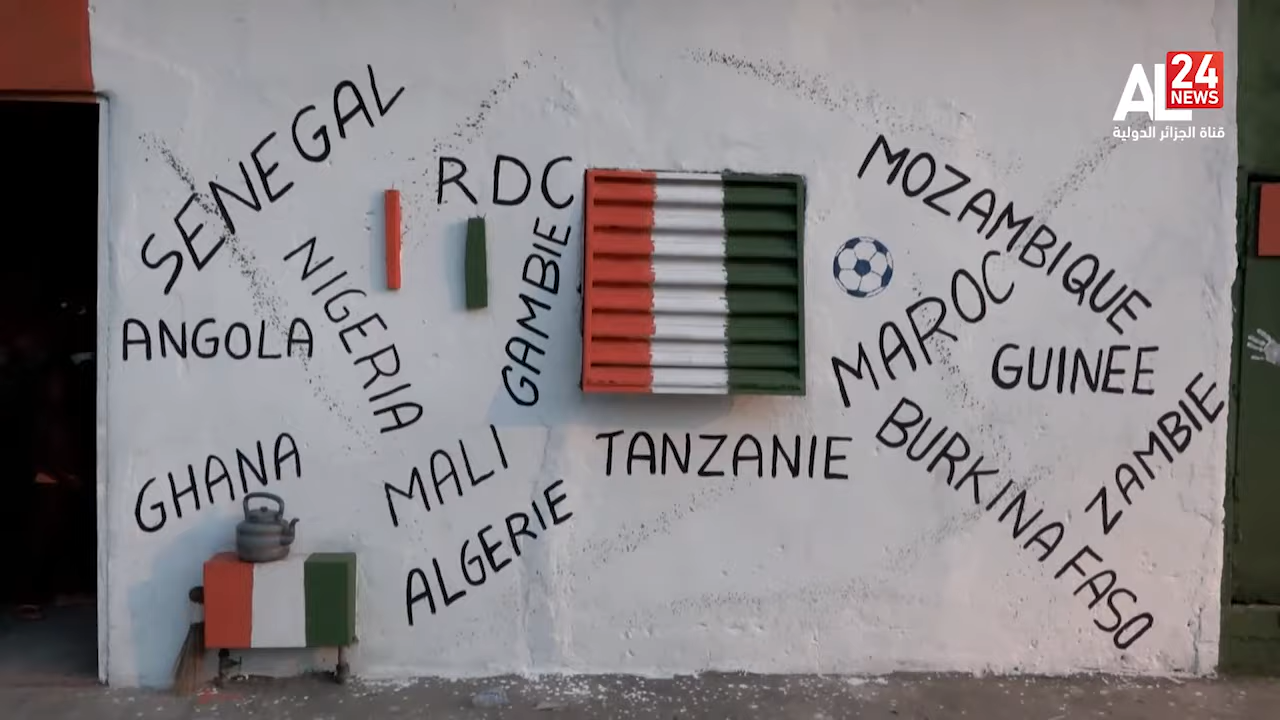 AL
24
NEWS
قناة الجزائر الدولية
SENEGAL
RDC
MOZAMBIQUE
NIGERIA
GAMBIE
ANGOLA
MAROC
GUINEE
GHANA
MALI
TANZANIE
BURKINA FASO
ZAMBIE
ALGERIE